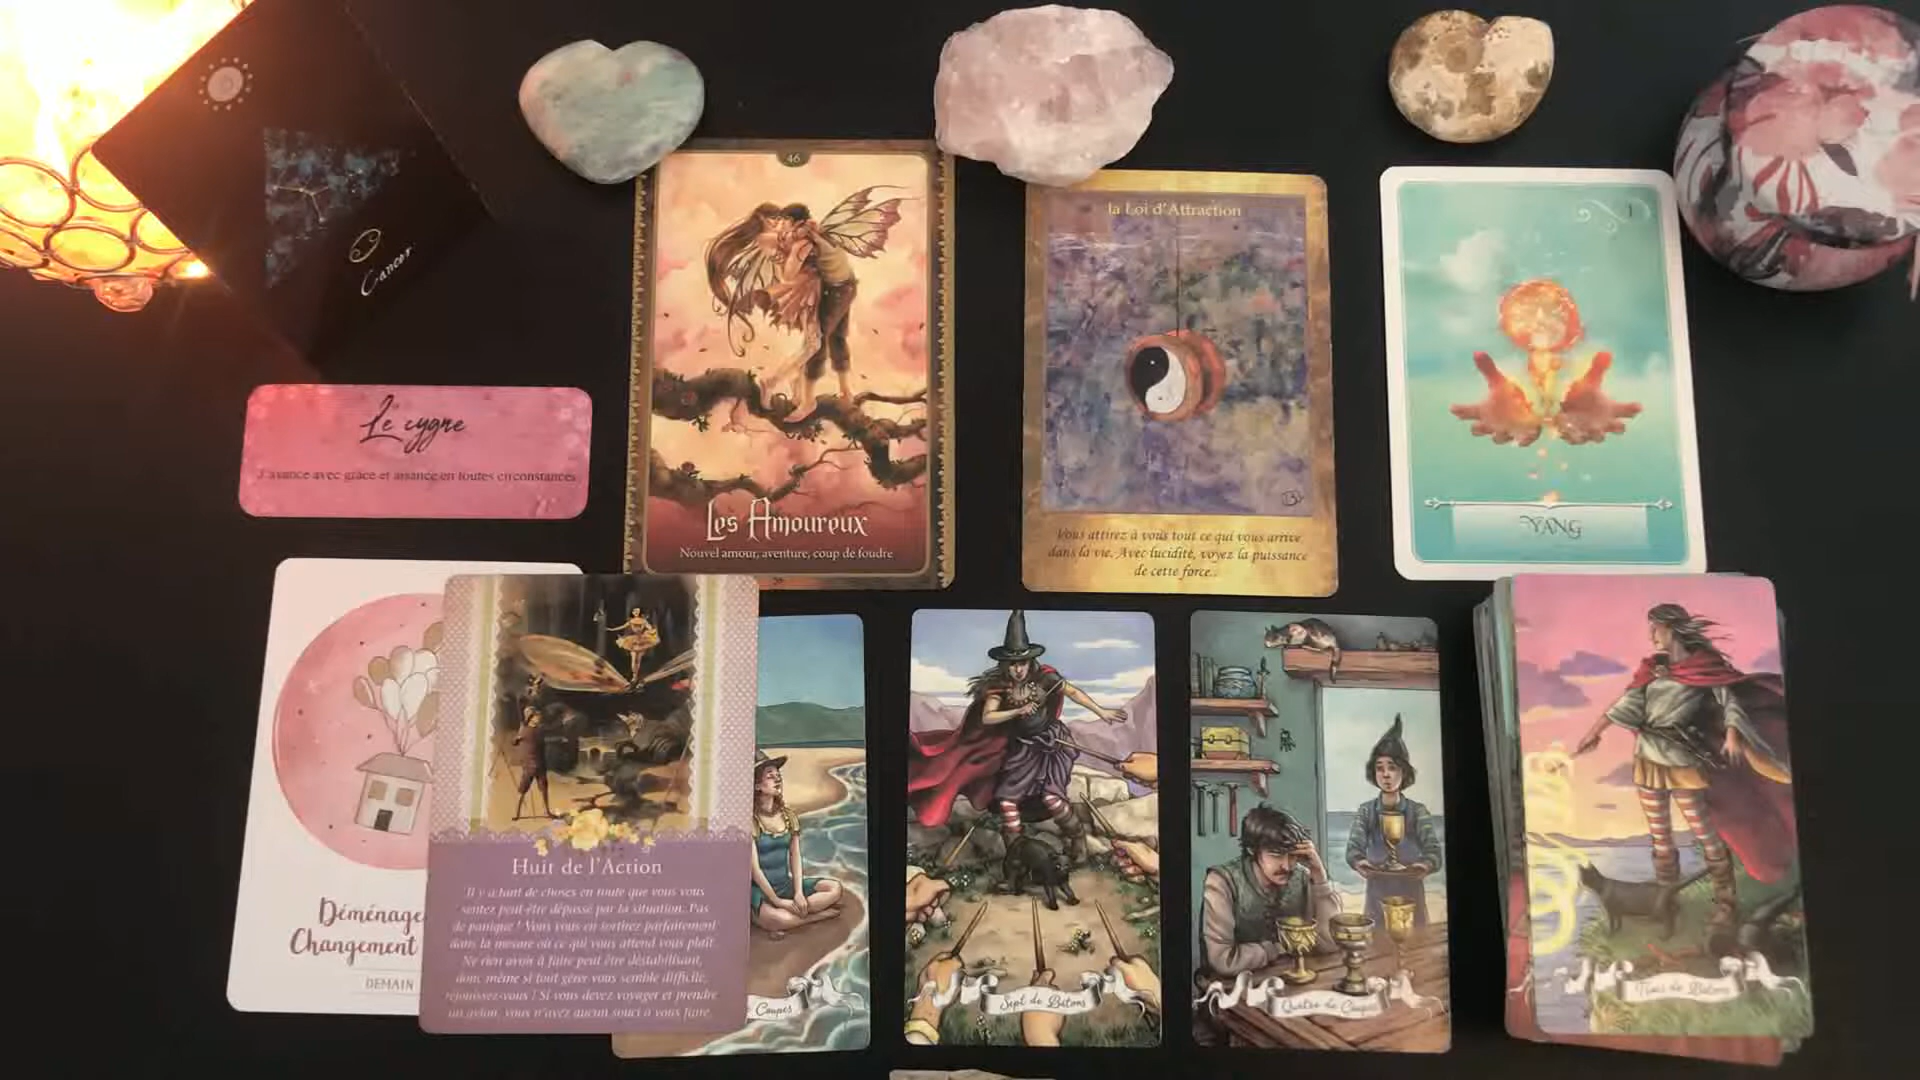 Cancer
46
Les Amoureux
Nouvel amour, aventure, coup de foudre
36
la Loi d'Attraction
Vous attirez à vous tout ce qui vous arrive
dans la vie. Avec lucidité, voyez la puissance
de cette force...
1
YANG
Le cygne
J'avance avec grâce et aisance en toutes circonstances
Déménage
Changement
DEMAIN
Huit de l'Action
Il y a tant de choses en route que vous vous
sentez peut-être dépassé par la situation. Pas
de panique ! Vous vous en sortirez parfaitement
dans la mesure où ce qui vous attend vous plaît.
Ne rien avoir à faire peut être déstabilisant,
donc même si tout gérer vous semble difficile,
réjouissez-vous ! Si vous devez voyager et prendre
un avion, vous n'avez aucun souci à vous faire.
Coupes
Sept de Bâtons
Quatre de Coupes
Trois de Bâtons